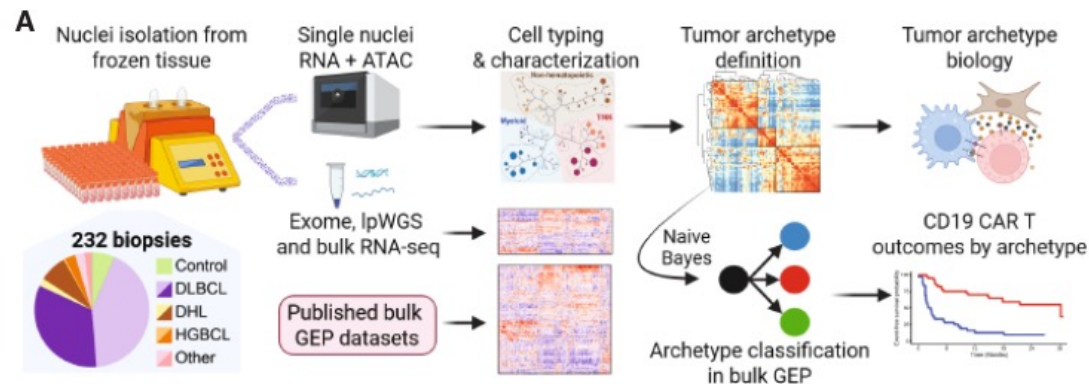 A
Nuclei isolation from
frozen tissue
Single nuclei
RNA + ATAC
Cell typing
& characterization
Non-hematopoietic
Myeloid
Tumor archetype
definition
Tumor archetype
biology
Exome, lpWGS
and bulk RNA-seq
232 biopsies
Control
DLBCL
DHL
HGBCL
Other
Published bulk
GEP datasets
Naive
Bayes
Archetype classification
in bulk GEP
CD19 CAR T
outcomes by archetype